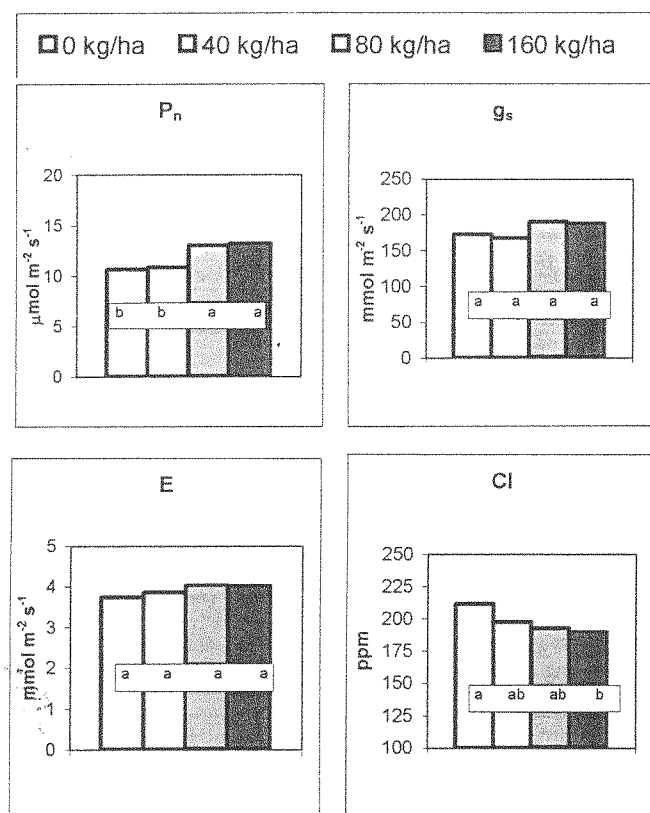 0 kg/ha 40 kg/ha 80 kg/ha 160 kg/ha
Pn
20
15
10
5
0
μmol m-2 s-1
b b a a
gs
250
200
150
100
50
0
mmol m-2 s-1
a a a a
E
5
4
3
2
1
0
mmol m-2 s-1
a a a a
CI
250
225
200
175
150
125
100
ppm
a ab ab b